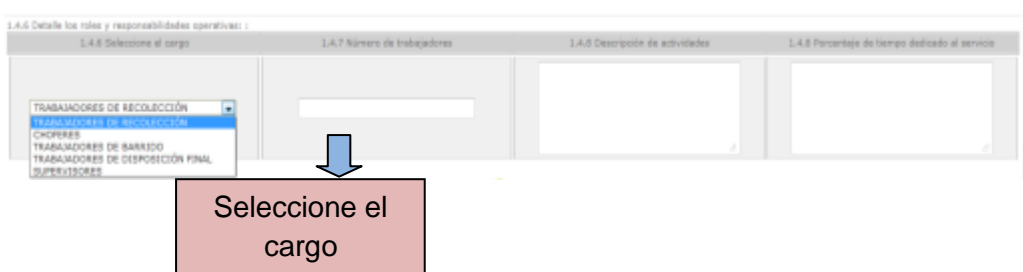 1.4.6 Detalle los roles y responsabilidades operativas: :
1.4.6 Seleccione el cargo
1.4.7 Número de trabajadores
1.4.8 Descripción de actividades
1.4.8 Porcentaje de tiempo dedicado al servicio
TRABAJADORES DE RECOLECCIÓN
TRABAJADORES DE RECOLECCIÓN
CHOFERES
TRABAJADORES DE BARRIDO
TRABAJADORES DE DISPOSICIÓN FINAL
SUPERVISORES
Seleccione el
cargo